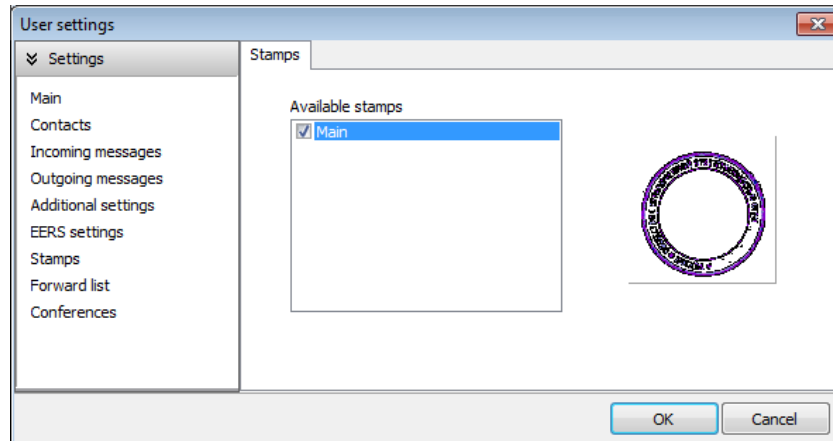 User settings
Settings
Main
Contacts
Incoming messages
Outgoing messages
Additional settings
EERS settings
Stamps
Forward list
Conferences
Stamps
Available stamps
Main
OK
Cancel